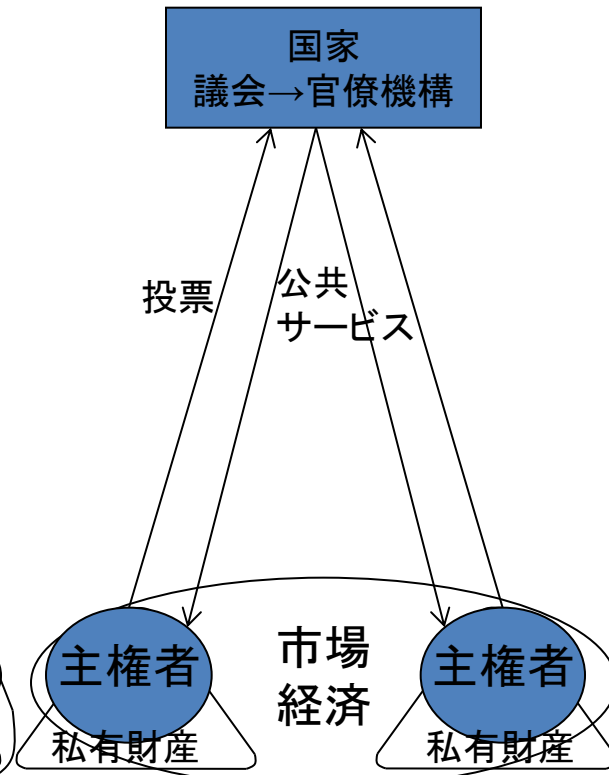 国家
議会→官僚機構
投票
公共
サービス
市場
経済
主権者
主権者
私有財産
私有財産